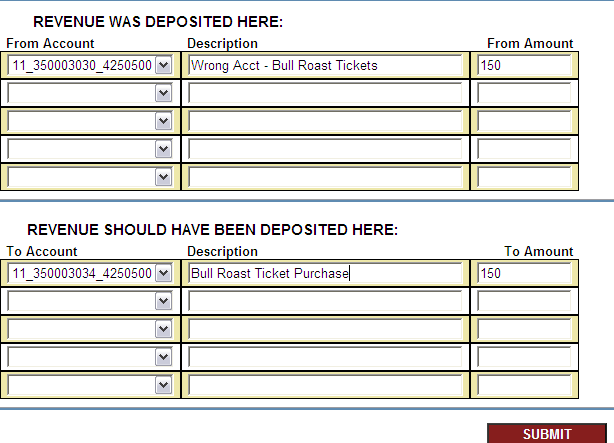 REVENUE WAS DEPOSITED HERE:
From Account Description From Amount
11_350003030_4250500 Wrong Acct - Bull Roast Tickets 150
REVENUE SHOULD HAVE BEEN DEPOSITED HERE:
To Account Description To Amount
11_350003034_4250500 Bull Roast Ticket Purchase 150
SUBMIT